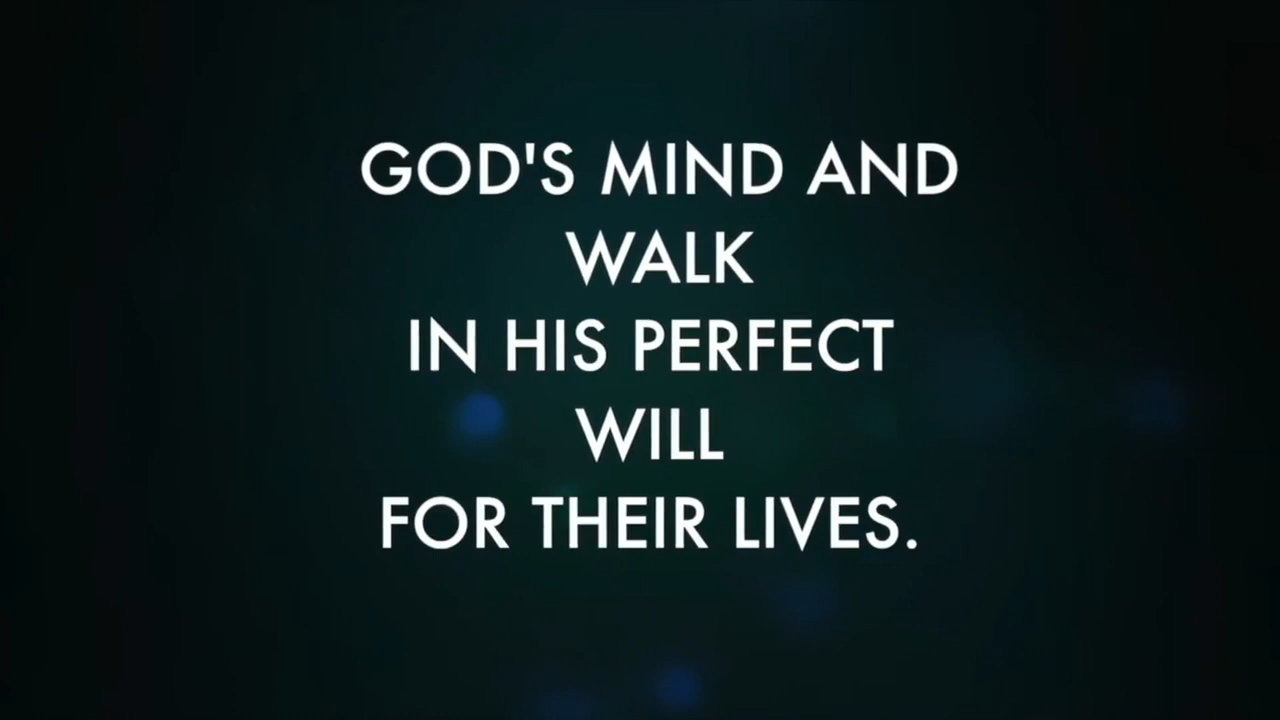 GOD'S MIND AND
WALK
IN HIS PERFECT
WILL
FOR THEIR LIVES.